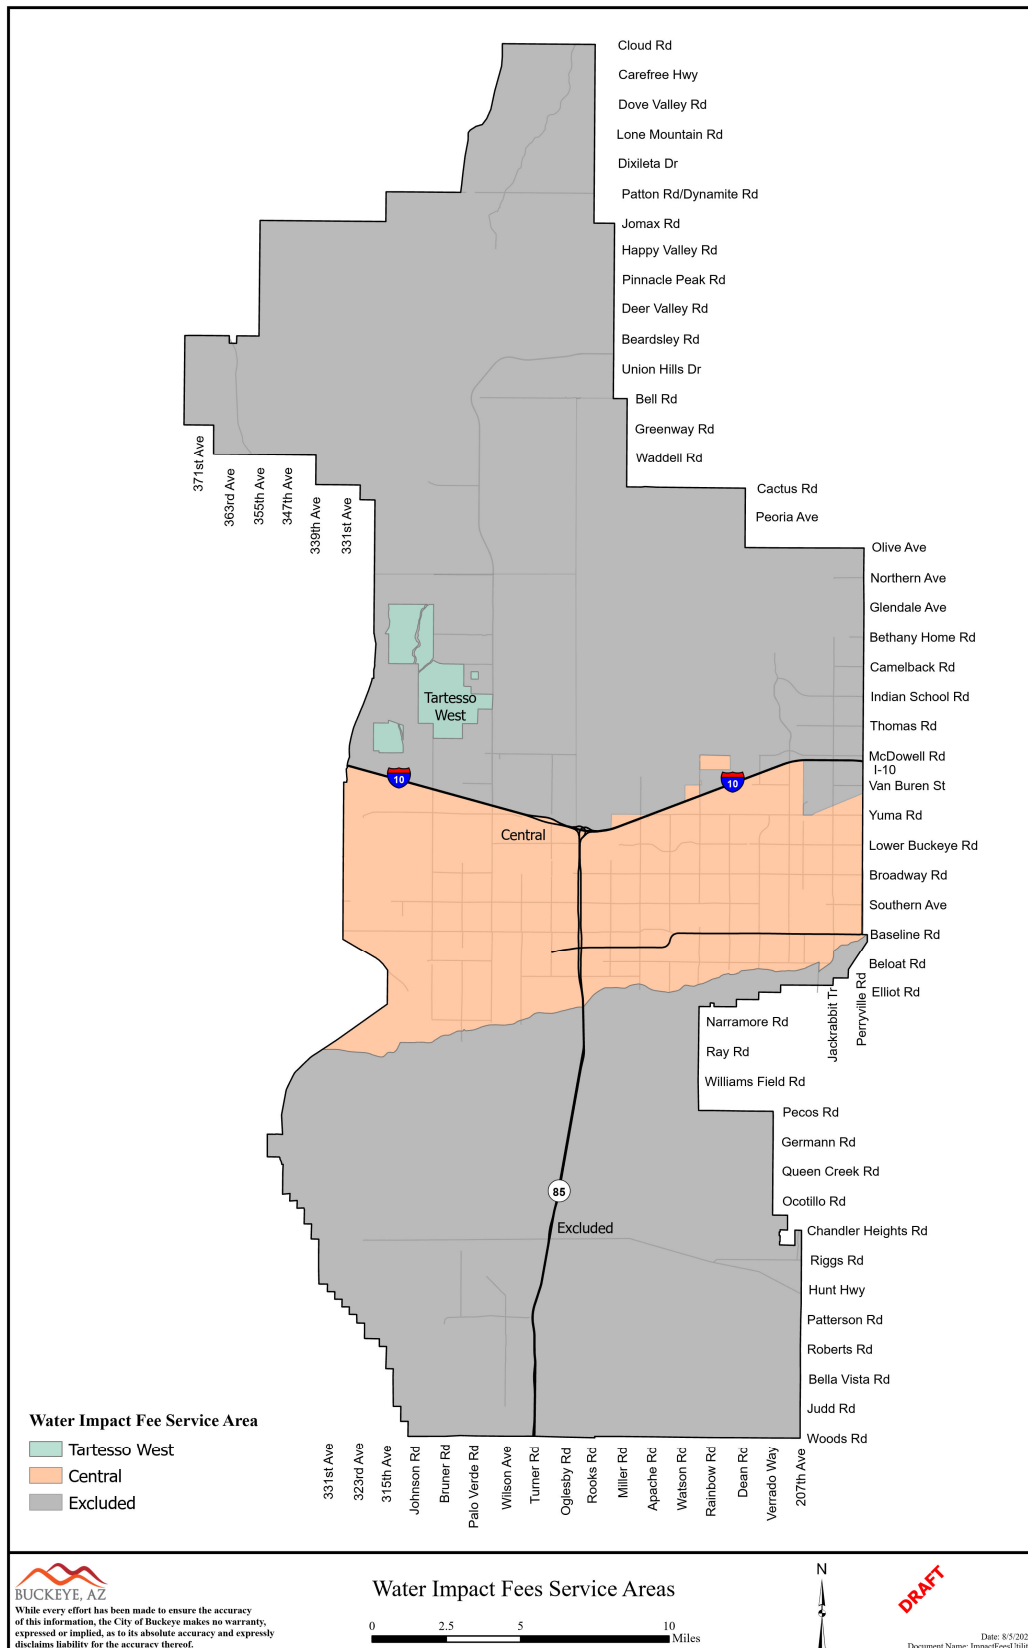 Cloud Rd
Carefree Hwy
Dove Valley Rd
Lone Mountain Rd
Dixileta Dr
Patton Rd/Dynamite Rd
Jomax Rd
Happy Valley Rd
Pinnacle Peak Rd
Deer Valley Rd
Beardsley Rd
Union Hills Dr
Bell Rd
Greenway Rd
Waddell Rd
Cactus Rd
Peoria Ave
Olive Ave
Northern Ave
Glendale Ave
Bethany Home Rd
Camelback Rd
Indian School Rd
Thomas Rd
McDowell Rd
I-10
Van Buren St
Yuma Rd
Lower Buckeye Rd
Broadway Rd
Southern Ave
Baseline Rd
Beloat Rd
Elliot Rd
Jackrabbit Tr
Perryville Rd
Narramore Rd
Ray Rd
Williams Field Rd
Pecos Rd
Germann Rd
Queen Creek Rd
Ocotillo Rd
Chandler Heights Rd
Riggs Rd
Hunt Hwy
Patterson Rd
Roberts Rd
Bella Vista Rd
Judd Rd
Woods Rd
371st Ave
363rd Ave
355th Ave
347th Ave
339th Ave
331st Ave
Tartesso
West
10
10
Central
85
Excluded
Water Impact Fee Service Area
Tartesso West
Central
Excluded
331st Ave
323rd Ave
315th Ave
Johnson Rd
Bruner Rd
Palo Verde Rd
Wilson Ave
Turner Rd
Oglesby Rd
Rooks Rd
Miller Rd
Apache Rd
Watson Rd
Rainbow Rd
Dean Rd
Verrado Way
207th Ave
BUCKEYE, AZ
While every effort has been made to ensure the accuracy
of this information, the City of Buckeye makes no warranty,
expressed or implied, as to its absolute accuracy and expressly
disclaims liability for the accuracy thereof.
Water Impact Fees Service Areas
0 2.5 5 10
Miles
N
DRAFT
Date: 8/5/202
Document Name: ImpactFeesUtilit